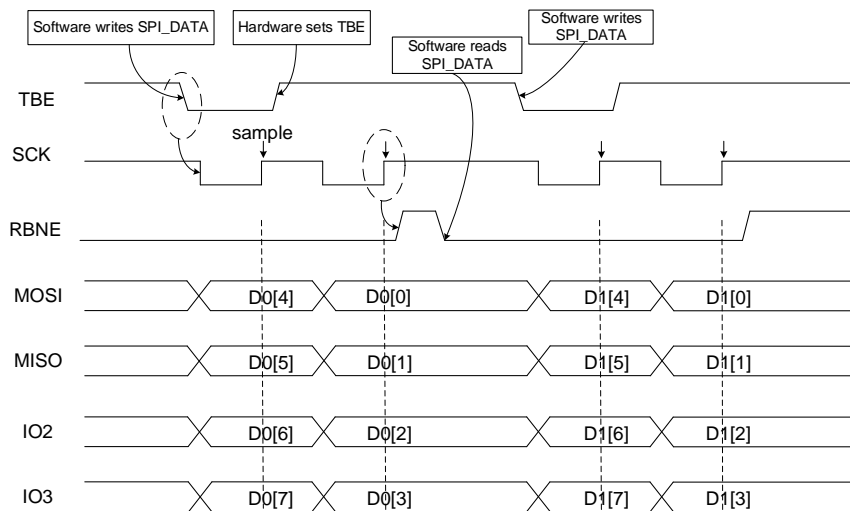 Software writes SPI_DATA
Hardware sets TBE
Software reads
SPI_DATA
Software writes
SPI_DATA
TBE
sample
SCK
RBNE
MOSI
D0[4]
D0[0]
D1[4]
D1[0]
MISO
D0[5]
D0[1]
D1[5]
D1[1]
IO2
D0[6]
D0[2]
D1[6]
D1[2]
IO3
D0[7]
D0[3]
D1[7]
D1[3]